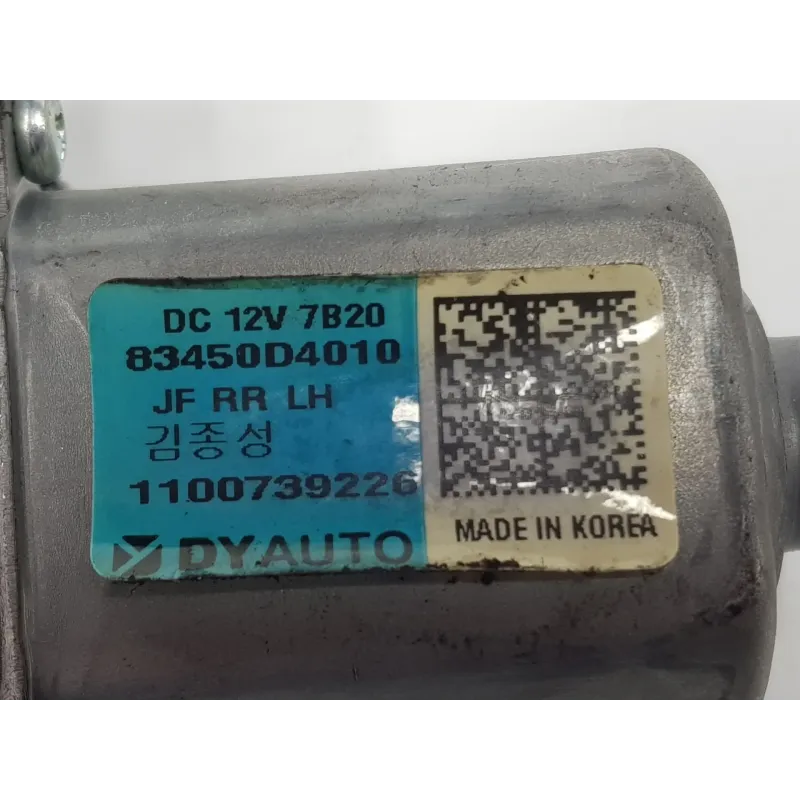 DC 12V 7B20
83450D4010
JF RR LH
김종성
1100739226
DYAUTO
MADE IN KOREA